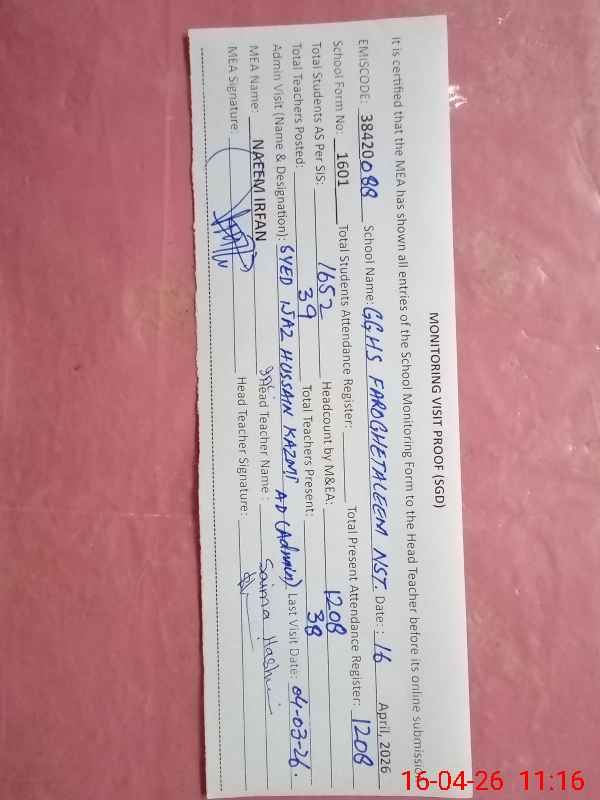 MONITORING VISIT PROOF (SGD)
It is certified that the MEA has shown all entries of the School Monitoring Form to the Head Teacher before its online submission
EMISCODE: 38420088 School Name: GGHS FAROGHETALEEM NST. Date: : 16 April, 2026
School Form No: 1601 Total Students Attendance Register: Total Present Attendance Register: 1208
Total Students AS Per SIS: 1652 Headcount by M&EA: 1208
Total Teachers Posted: 39 Total Teachers Present: 38
Admin Visit (Name & Designation): SYED IJAZ HUSSAIN KAZMI AD (Admin). Last Visit Date: 04-03-26.
MEA Name: NAEEM IRFAN Head Teacher Name : Saima Hashmi
MEA Signature: Head Teacher Signature:
16-04-26 11:16